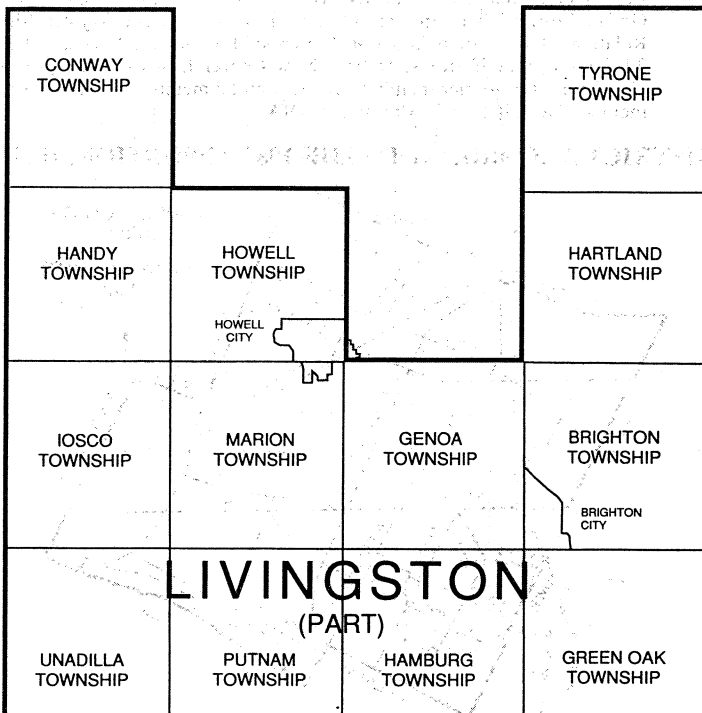 CONWAY
TOWNSHIP
TYRONE
TOWNSHIP
HANDY
TOWNSHIP
HOWELL
TOWNSHIP
HARTLAND
TOWNSHIP
HOWELL
CITY
IOSCO
TOWNSHIP
MARION
TOWNSHIP
GENOA
TOWNSHIP
BRIGHTON
TOWNSHIP
BRIGHTON
CITY
LIVINGSTON
(PART)
UNADILLA
TOWNSHIP
PUTNAM
TOWNSHIP
HAMBURG
TOWNSHIP
GREEN OAK
TOWNSHIP